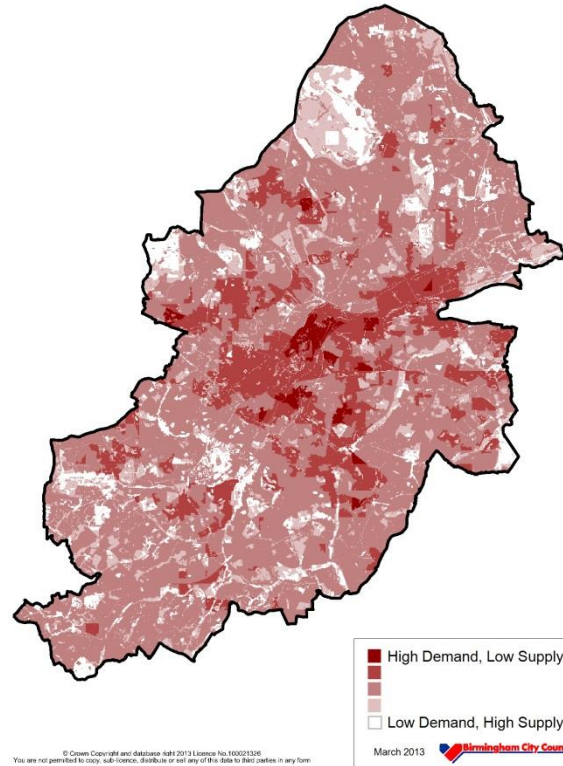 High Demand, Low Supply
Low Demand, High Supply
March 2013 Birmingham City Coun
© Crown Copyright and database right 2013 Licence No.100021326
You are not permitted to copy, sub-licence, distribute or sell any of this data to third parties in any form